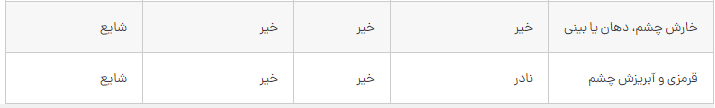 خارش چشم، دهان یا بینی خیر خیر خیر شایع
قرمزی و آبریزش چشم نادر خیر خیر شایع